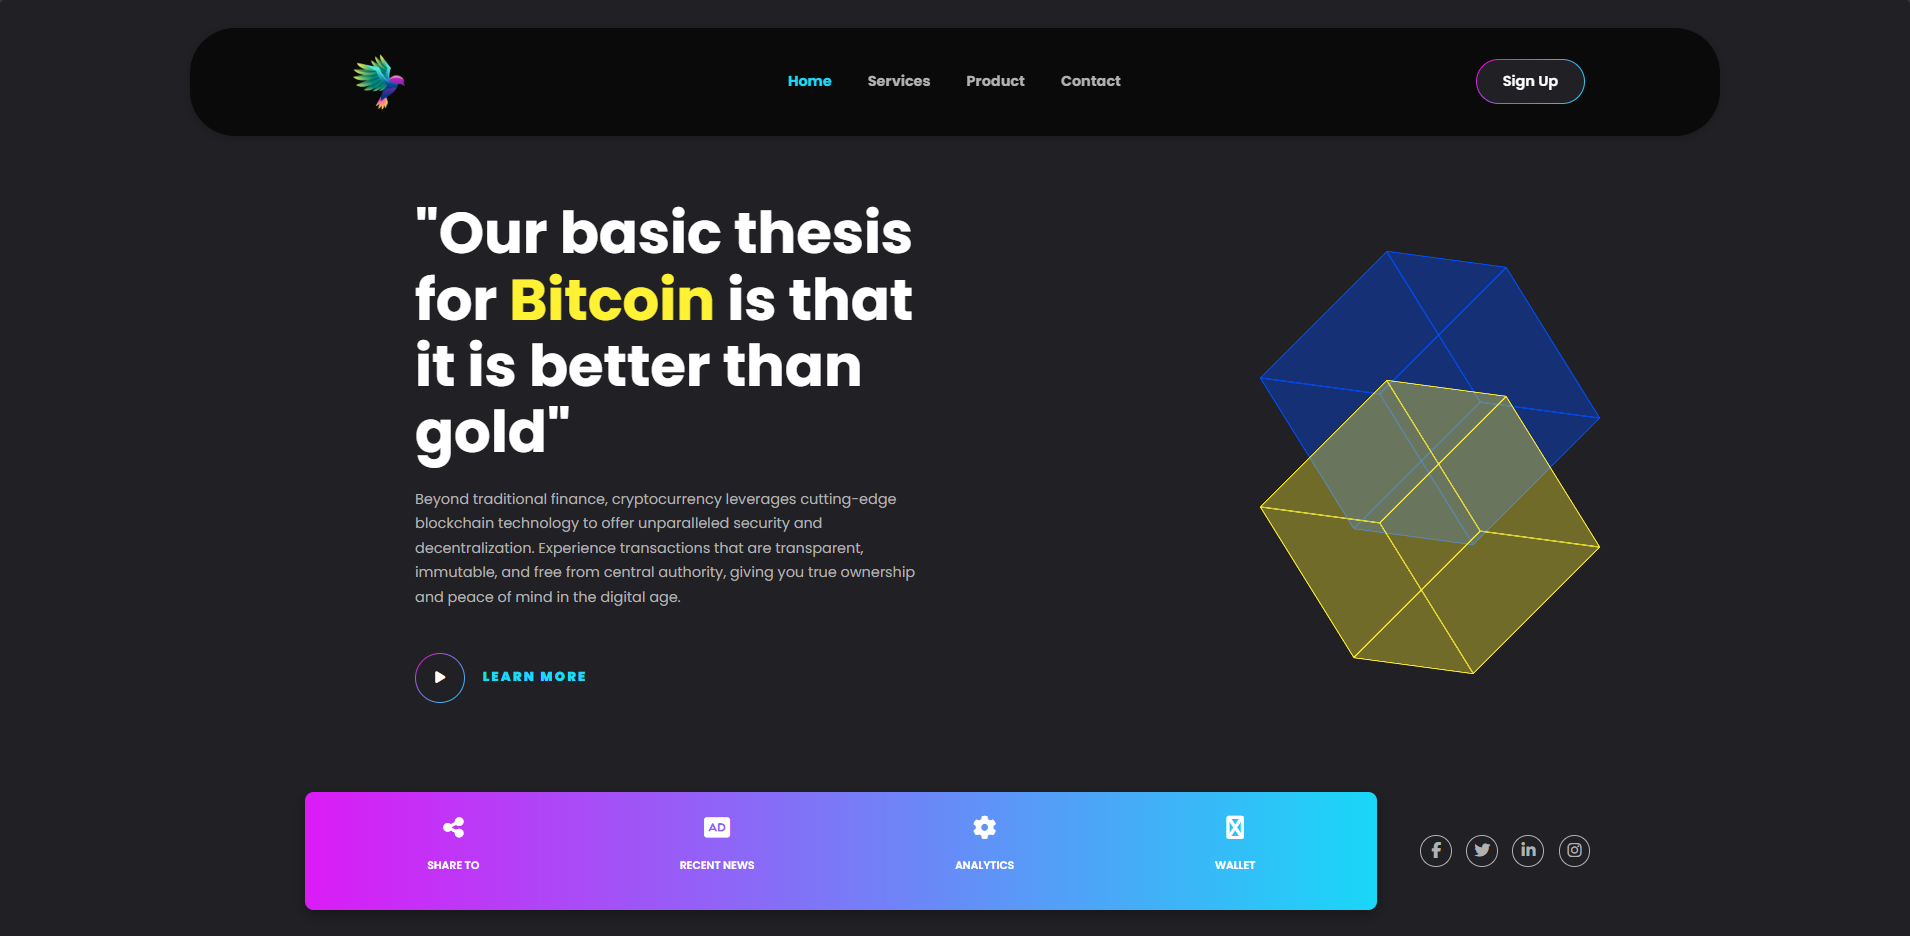 Home Services Product Contact
Sign Up
"Our basic thesis
for Bitcoin is that
it is better than
gold"
Beyond traditional finance, cryptocurrency leverages cutting-edge
blockchain technology to offer unparalleled security and
decentralization. Experience transactions that are transparent,
immutable, and free from central authority, giving you true ownership
and peace of mind in the digital age.
LEARN MORE
AD
SHARE TO
RECENT NEWS
ANALYTICS
WALLET